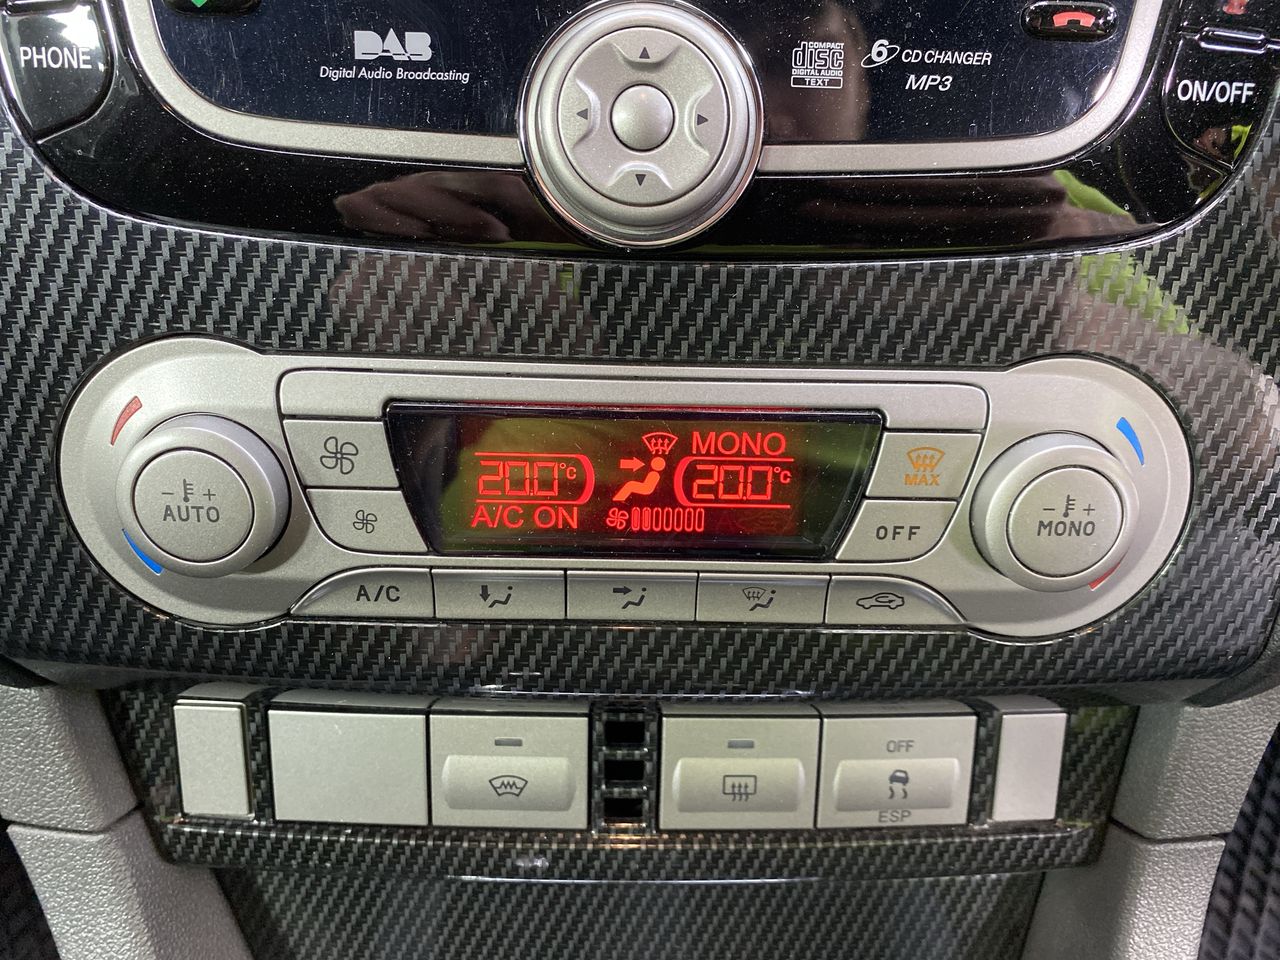 PHONE
DAB
Digital Audio Broadcasting
COMPACT
disc
DIGITAL AUDIO
TEXT
6 CD CHANGER
MP3
ON/OFF
MONO
20.0°C
20.0°C
A/C ON
MAX
OFF
- +
AUTO
- +
MONO
A/C
OFF
ESP